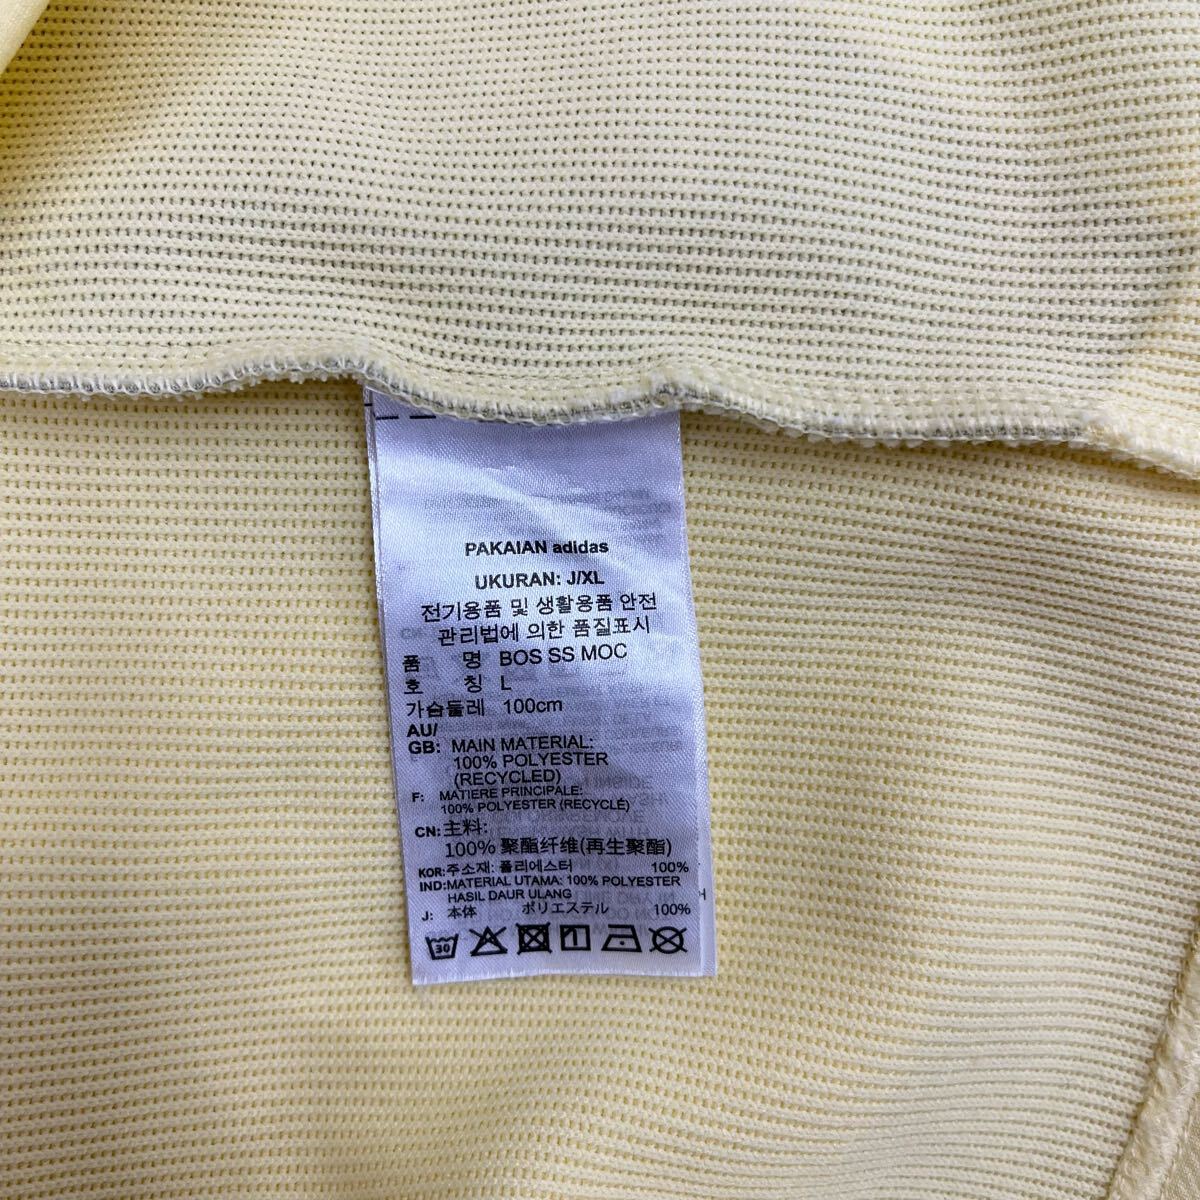 PAKAIAN adidas
UKURAN: J/XL
전기용품 및 생활용품 안전
관리법에 의한 품질표시
품 명 BOS SS MOC
호 칭 L
가슴둘레 100cm
AU/
GB: MAIN MATERIAL:
100% POLYESTER
(RECYCLED)
F: MATIERE PRINCIPALE:
100% POLYESTER (RECYCLÉ)
CN: 主料:
100% 聚酯纤维(再生聚酯)
KOR: 주소재: 폴리에스터 100%
IND: MATERIAL UTAMA: 100% POLYESTER
HASIL DAUR ULANG
J: 本体 ポリエステル 100%
30